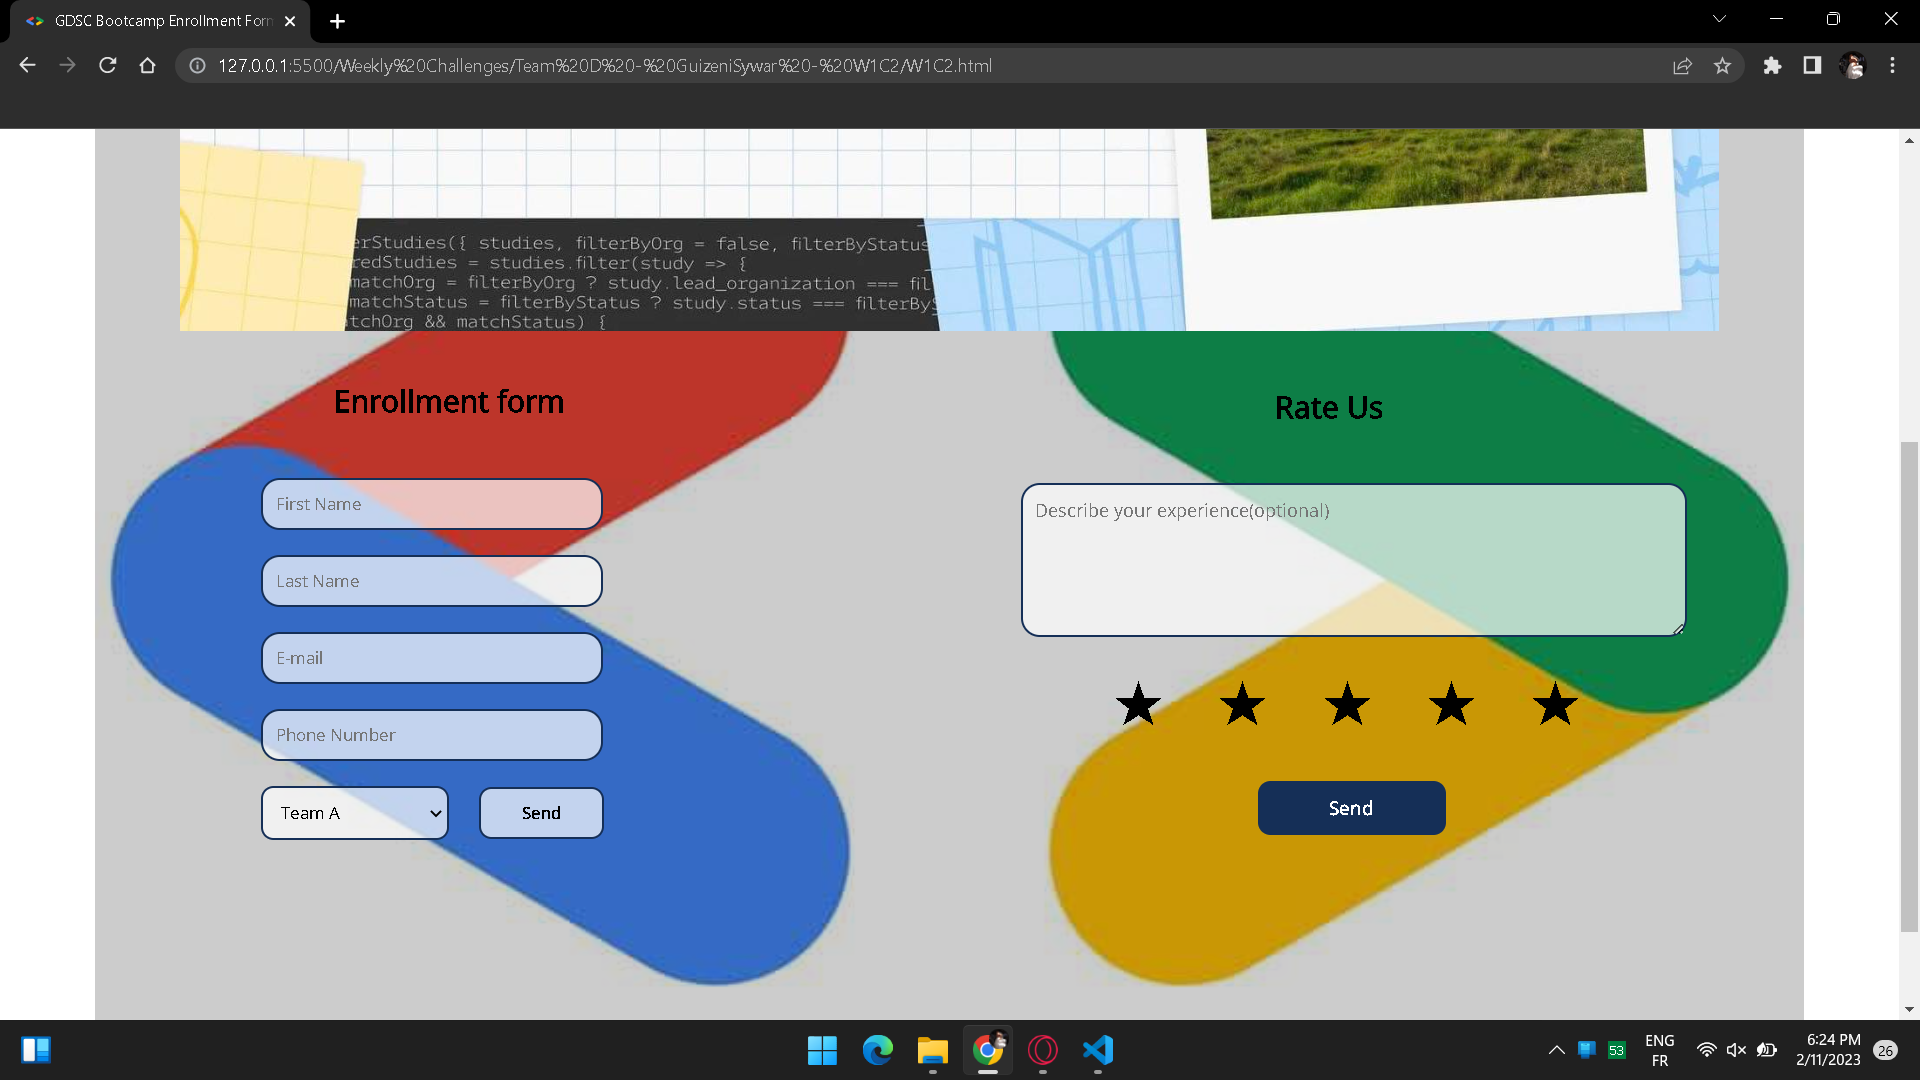 GDSC Bootcamp Enrollment Form
127.0.0.1:5500/Weekly%20Challenges/Team%20D%20-%20GuizeniSywar%20-%20W1C2/W1C2.html
erStudies({ studies, filterByOrg = false, filterByStatus
redStudies = studies.filter(study => {
matchOrg = filterByOrg ? study.lead_organization === fil
matchStatus = filterByStatus ? study.status === filterByS
tchOrg && matchStatus) {
Enrollment form
Rate Us
First Name
Describe your experience(optional)
Last Name
E-mail
Phone Number
Team A
Send
Send
53
ENG
FR
6:24 PM
2/11/2023
26